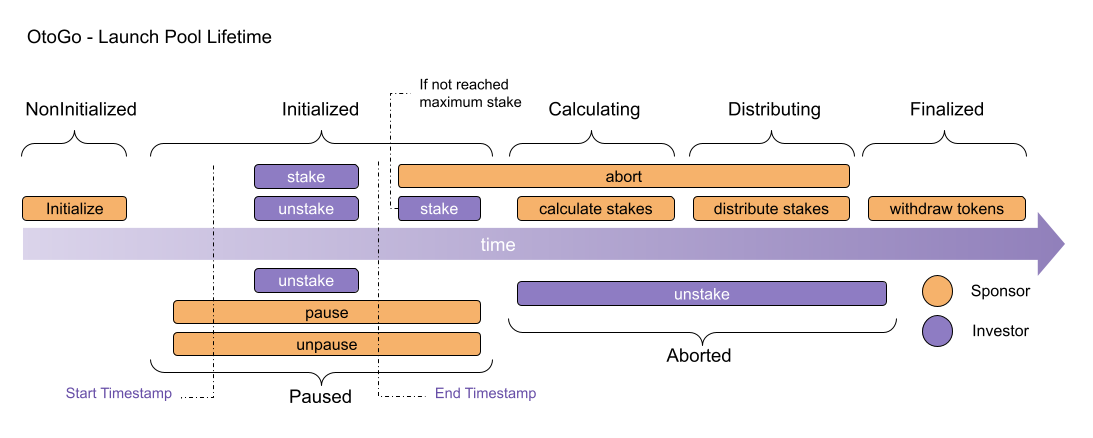 OtoGo - Launch Pool Lifetime
If not reached
maximum stake
NonInitialized
Initialized
Calculating
Distributing
Finalized
stake
abort
Initialize
unstake
stake
calculate stakes
distribute stakes
withdraw tokens
time
unstake
unstake
Sponsor
pause
Investor
unpause
Aborted
Start Timestamp
Paused
End Timestamp